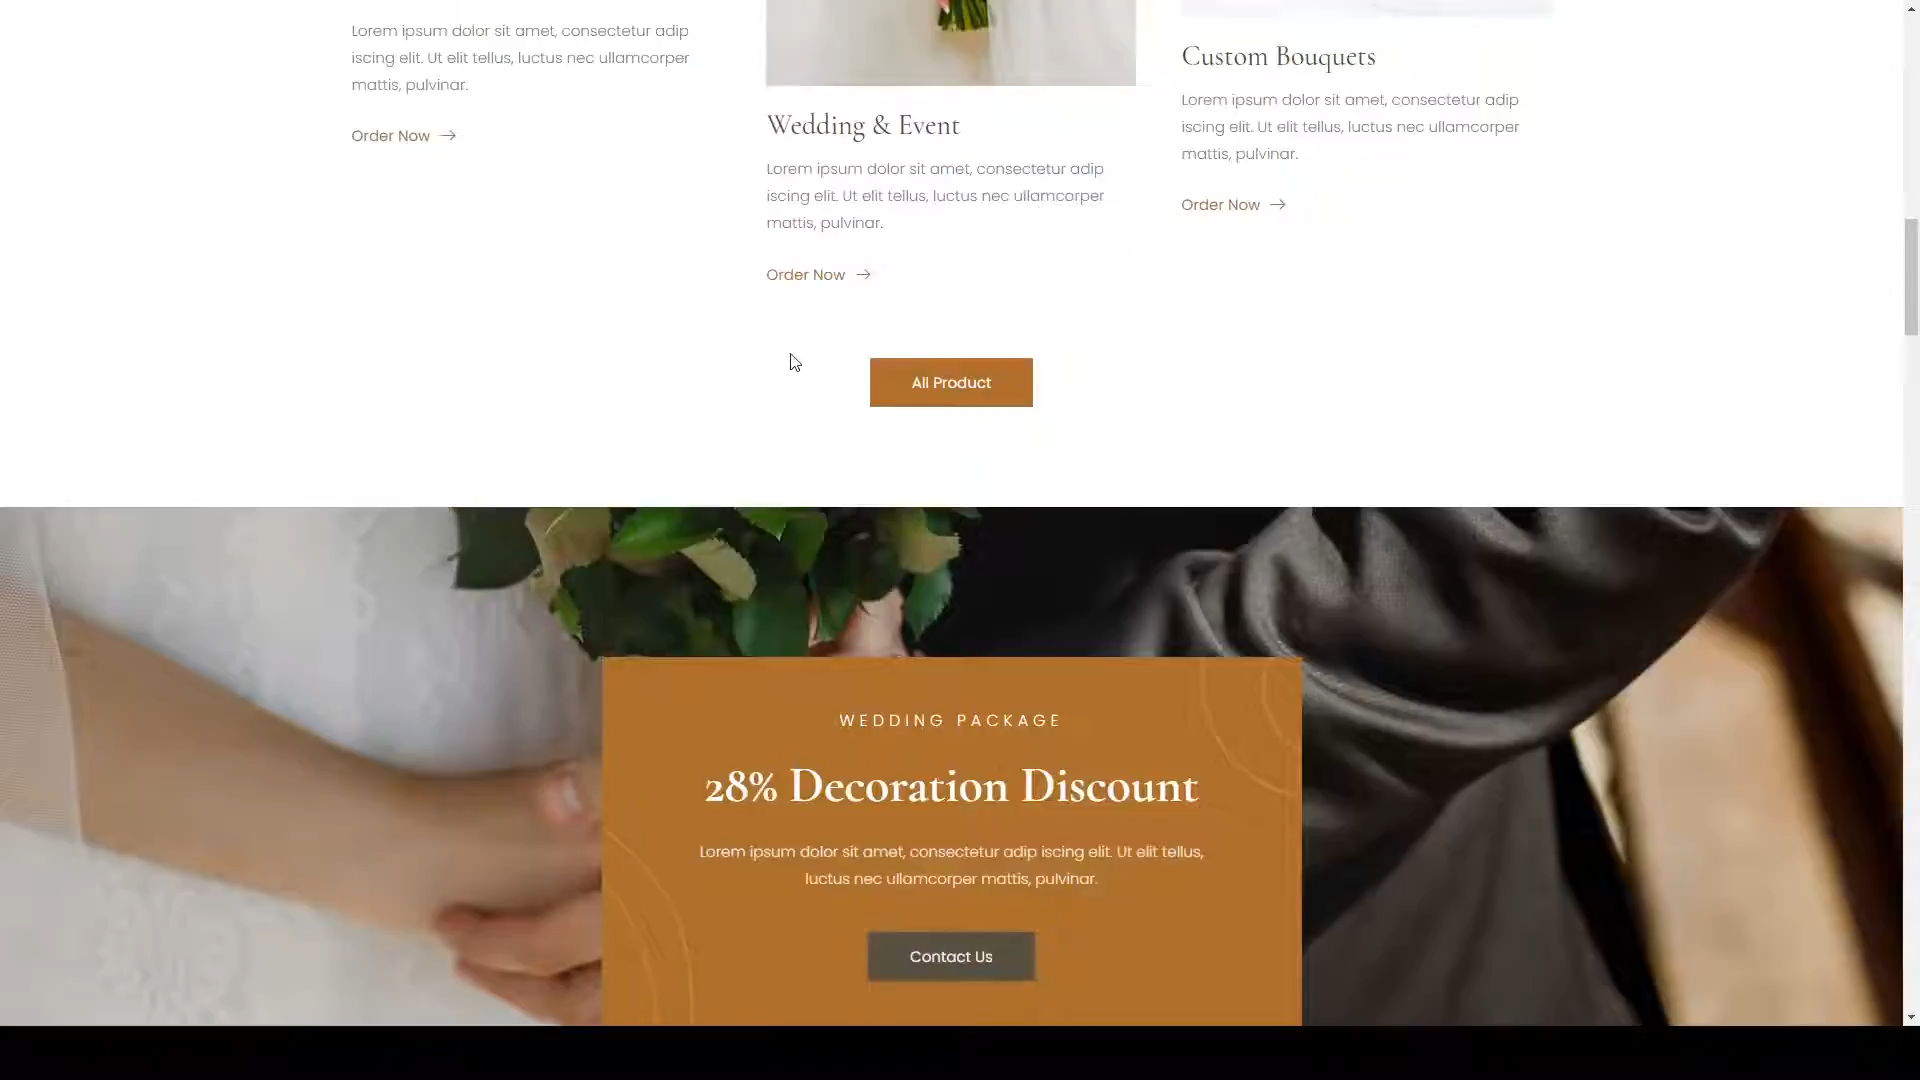 Lorem ipsum dolor sit amet, consectetur adip
iscing elit. Ut elit tellus, luctus nec ullamcorper
mattis, pulvinar.
Order Now
Wedding & Event
Lorem ipsum dolor sit amet, consectetur adip
iscing elit. Ut elit tellus, luctus nec ullamcorper
mattis, pulvinar.
Order Now
Custom Bouquets
Lorem ipsum dolor sit amet, consectetur adip
iscing elit. Ut elit tellus, luctus nec ullamcorper
mattis, pulvinar.
Order Now
All Product
WEDDING PACKAGE
28% Decoration Discount
Lorem ipsum dolor sit amet, consectetur adip iscing elit. Ut elit tellus,
luctus nec ullamcorper mattis, pulvinar.
Contact Us